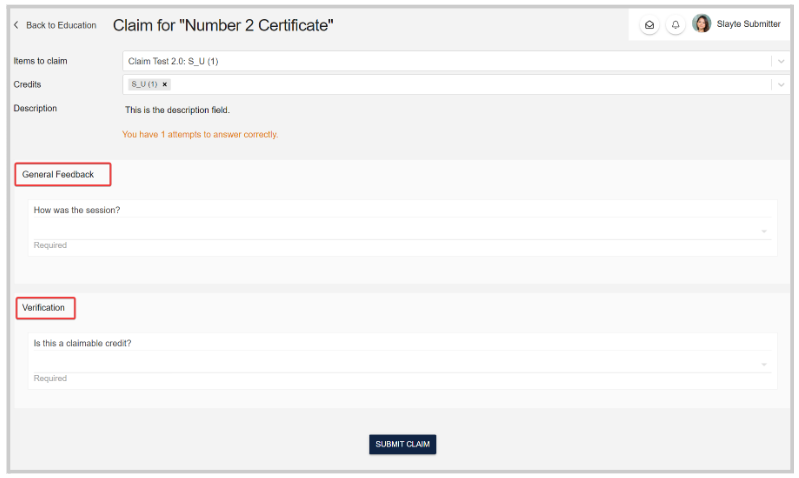 Back to Education
Claim for "Number 2 Certificate"
Slayte Submitter
Items to claim
Claim Test 2.0: S_U (1)
Credits
S_U (1) ×
Description
This is the description field.
You have 1 attempts to answer correctly.
General Feedback
How was the session?
Required
Verification
Is this a claimable credit?
Required
SUBMIT CLAIM